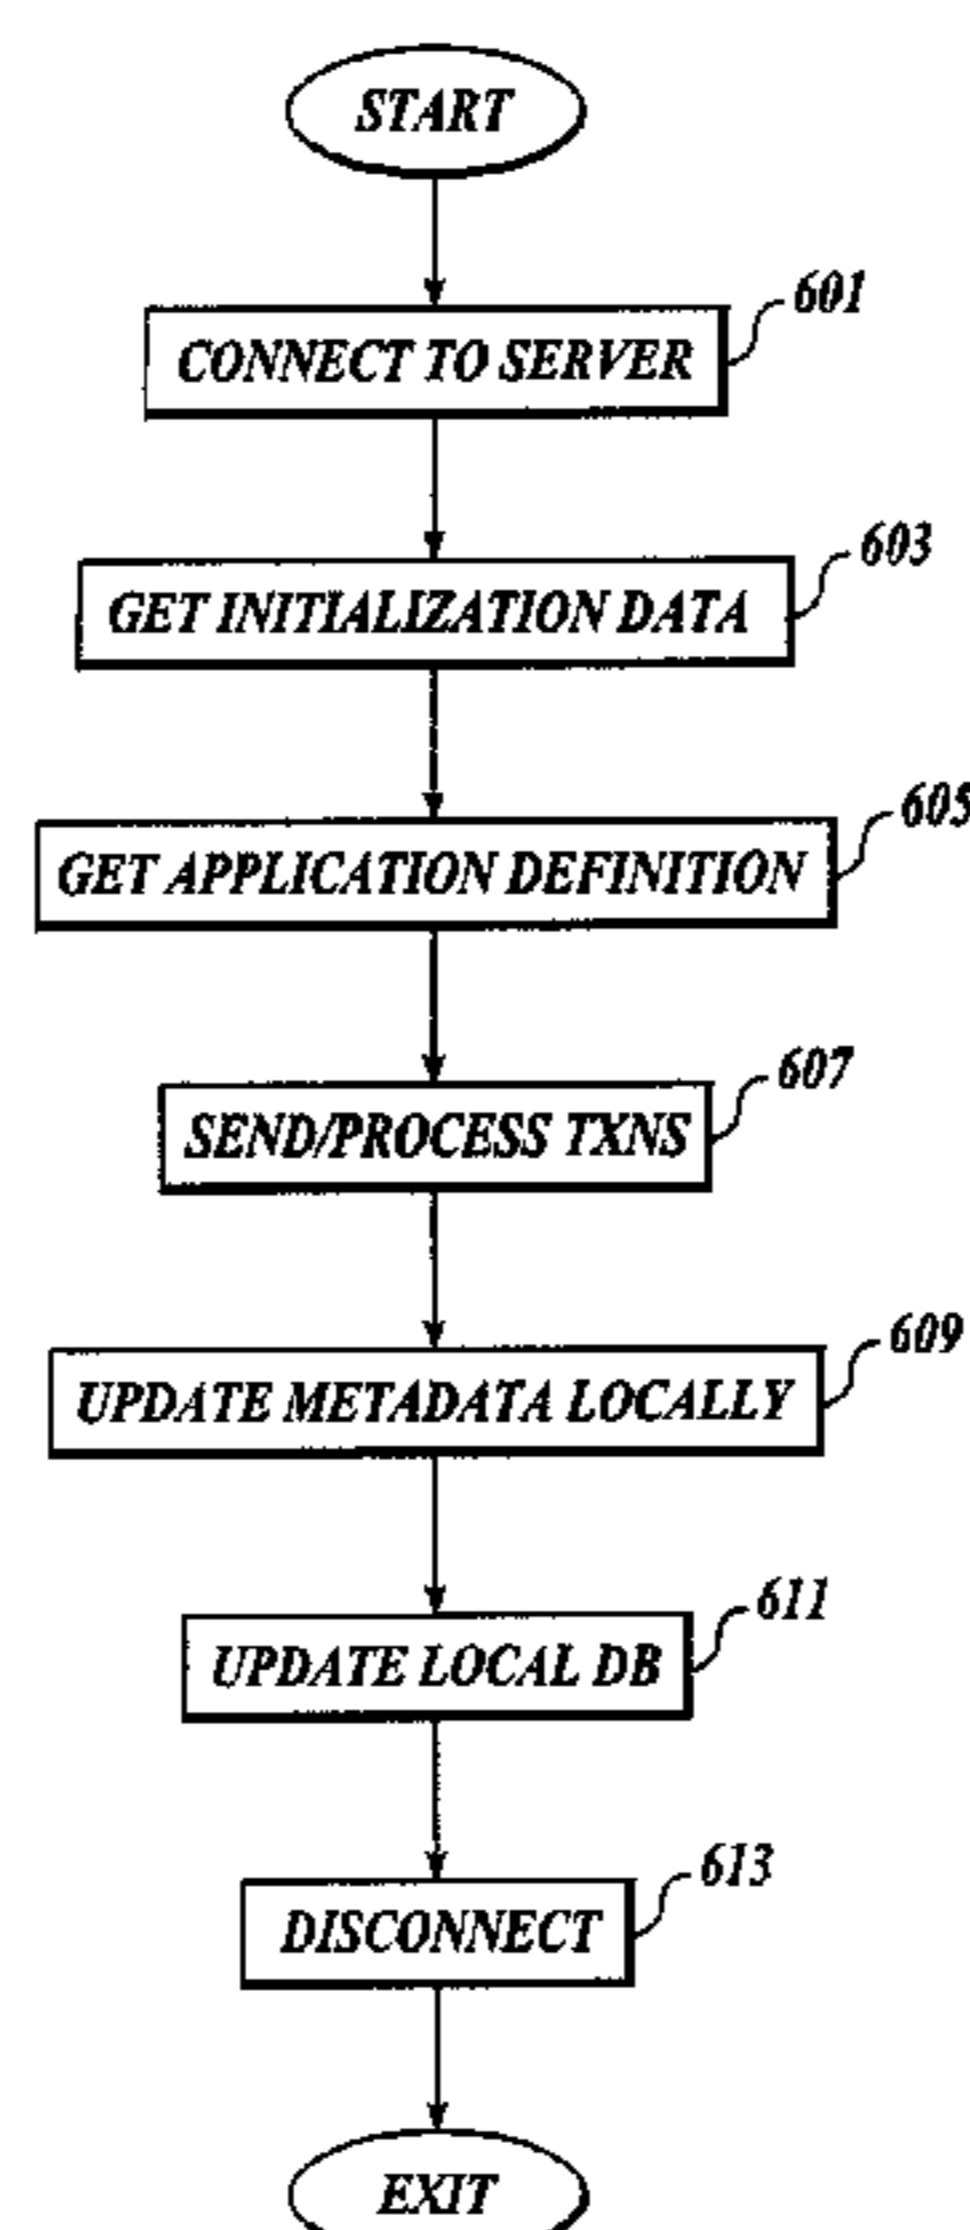 START
601
CONNECT TO SERVER
603
GET INITIALIZATION DATA
605
GET APPLICATION DEFINITION
607
SEND/PROCESS TXNS
609
UPDATE METADATA LOCALLY
611
UPDATE LOCAL DB
613
DISCONNECT
EXIT